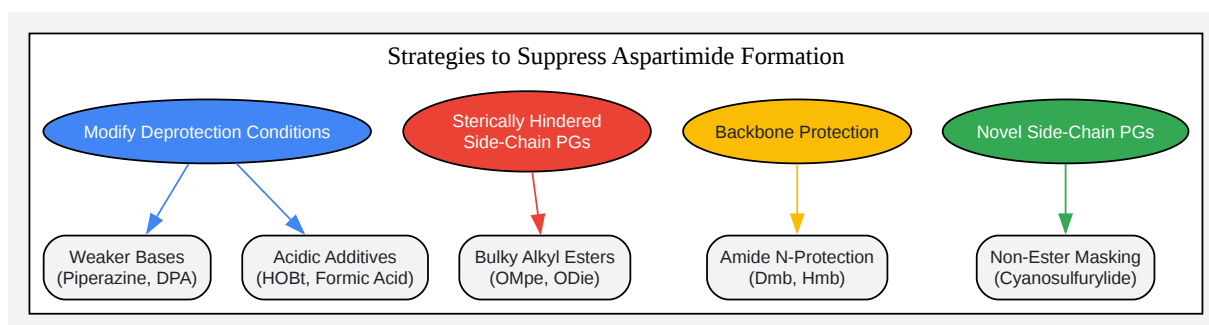 Strategies to Suppress Aspartimide Formation
Modify Deprotection Conditions
Sterically Hindered
Side-Chain PGs
Backbone Protection
Novel Side-Chain PGs
Weaker Bases
(Piperazine, DPA)
Acidic Additives
(HOBt, Formic Acid)
Bulky Alkyl Esters
(OMpe, ODie)
Amide N-Protection
(Dmb, Hmb)
Non-Ester Masking
(Cyanosulfurylide)